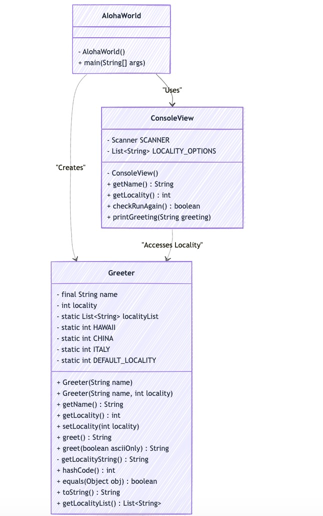 AlohaWorld
- AlohaWorld()
+ main(String[] args)
"Uses"
ConsoleView
- Scanner SCANNER
- List<String> LOCALITY_OPTIONS
- ConsoleView()
+ getName() : String
+ getLocality() : int
+ checkRunAgain() : boolean
+ printGreeting(String greeting)
"Creates"
"Accesses Locality"
Greeter
- final String name
- int locality
- static List<String> localityList
- static int HAWAII
- static int CHINA
- static int ITALY
- static int DEFAULT_LOCALITY
+ Greeter(String name)
+ Greeter(String name, int locality)
+ getName() : String
+ getLocality() : int
+ setLocality(int locality)
+ greet() : String
+ greet(boolean asciiOnly) : String
- getLocalityString() : String
+ hashCode() : int
+ equals(Object obj) : boolean
+ toString() : String
+ getLocalityList() : List<String>